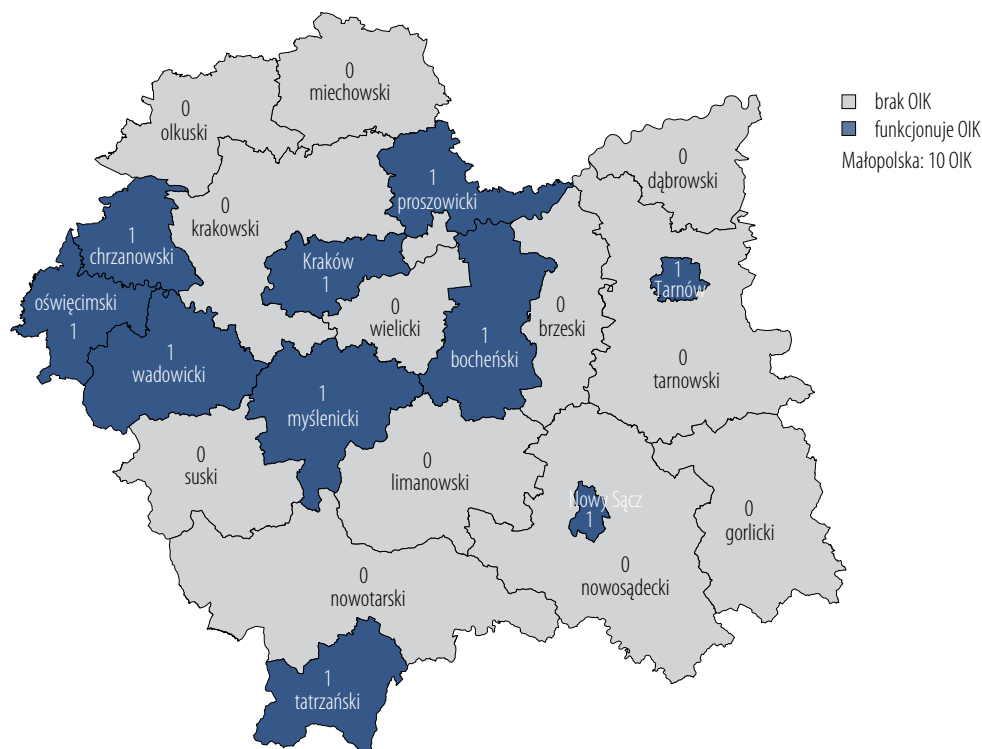 0
miechowski
0
olkuski
brak OIK
funkcjonuje OIK
Małopolska: 10 OIK
0
dąbrowski
1
proszowicki
0
krakowski
1
chrzanowski
Kraków
1
1
Tarnów
oświęcimski
1
0
wielicki
0
brzeski
1
bocheński
1
wadowicki
0
tarnowski
1
myślenicki
0
suski
0
limanowski
Nowy Sącz
1
0
gorlicki
0
nowosądecki
0
nowotarski
1
tatrzański